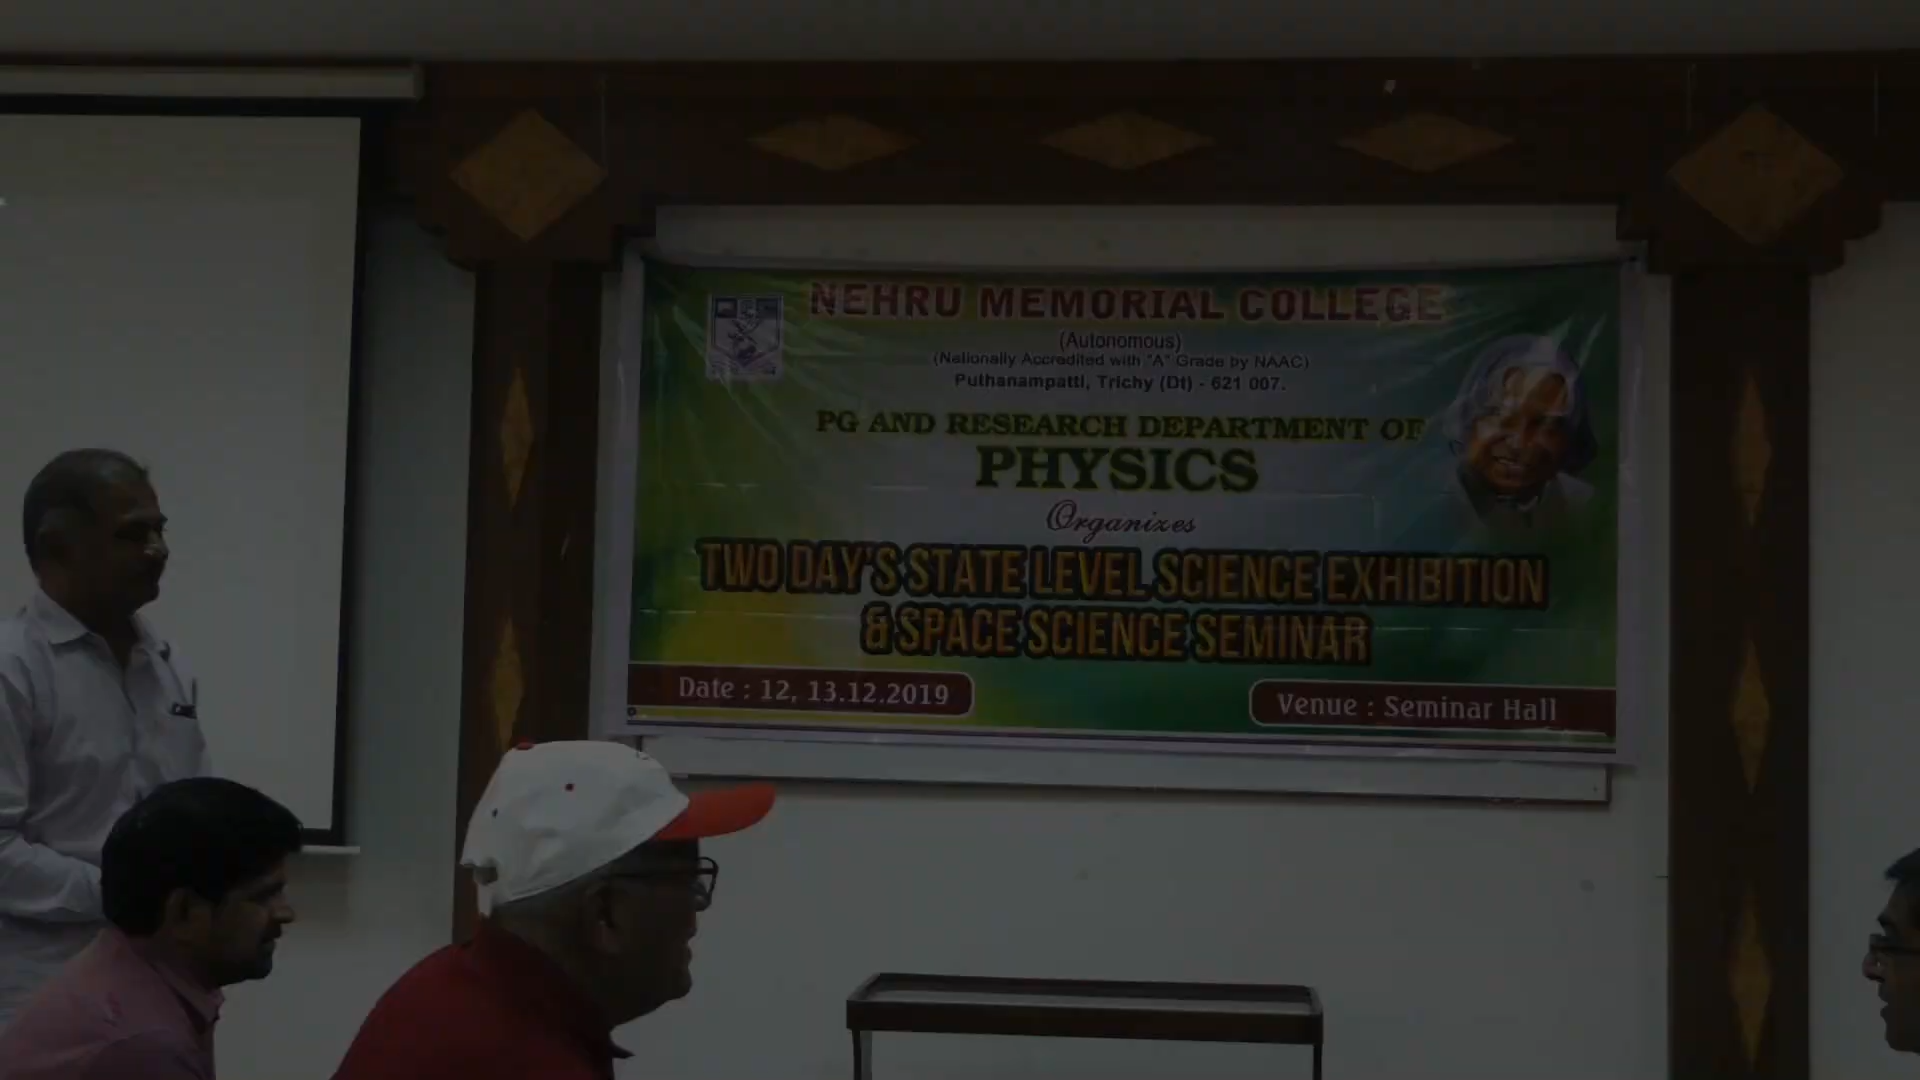 NEHRU MEMORIAL COLLEGE
(Autonomous)
(Nationally Accredited with "A" Grade by NAAC)
Puthanampatti, Trichy (Dt) - 621 007.
PG AND RESEARCH DEPARTMENT OF
PHYSICS
Organizes
TWO DAY'S STATE LEVEL SCIENCE EXHIBITION
& SPACE SCIENCE SEMINAR
Date : 12, 13.12.2019
Venue : Seminar Hall